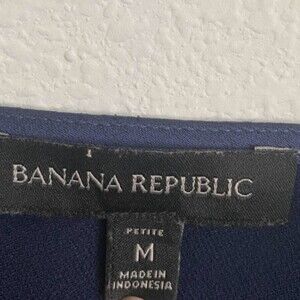 BANANA REPUBLIC
PETITE
M
MADE IN
INDONESIA